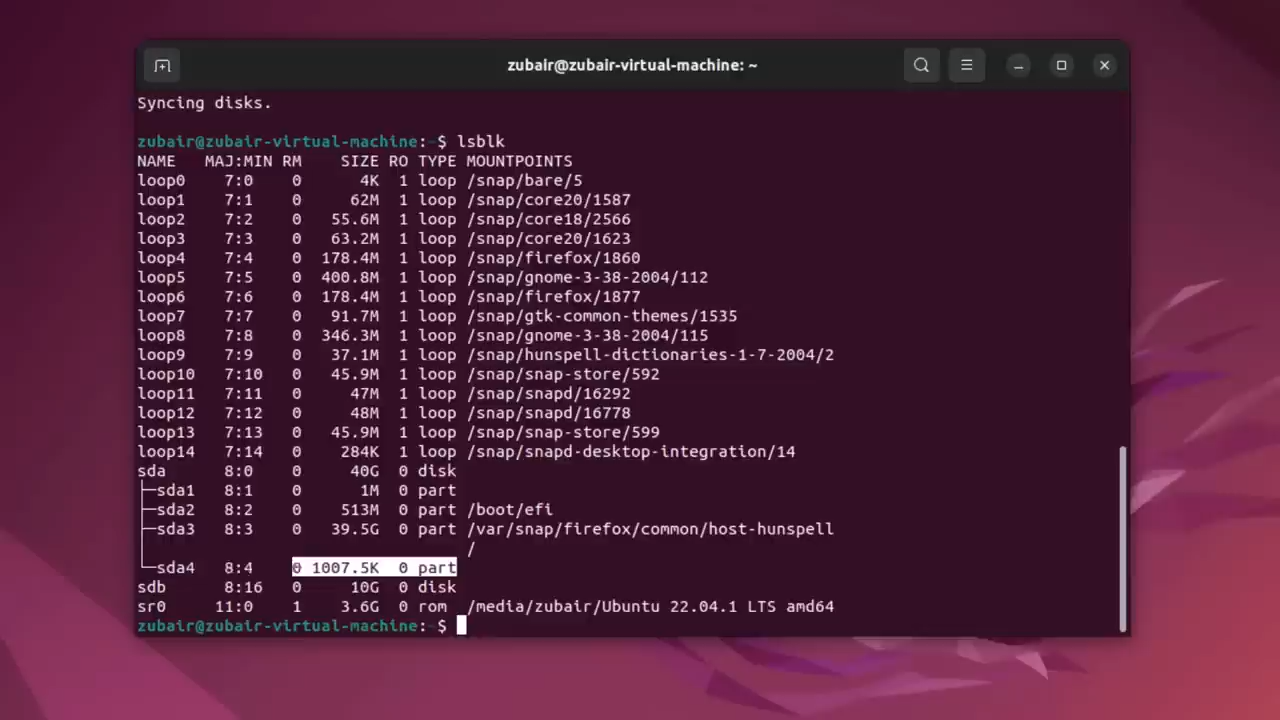 zubair@zubair-virtual-machine: ~
Syncing disks.
zubair@zubair-virtual-machine:~$ lsblk
NAME   MAJ:MIN RM   SIZE RO TYPE MOUNTPOINTS
loop0    7:0    0     4K  1 loop /snap/bare/5
loop1    7:1    0    62M  1 loop /snap/core20/1587
loop2    7:2    0  55.6M  1 loop /snap/core18/2566
loop3    7:3    0  63.2M  1 loop /snap/core20/1623
loop4    7:4    0 178.4M  1 loop /snap/firefox/1860
loop5    7:5    0 400.8M  1 loop /snap/gnome-3-38-2004/112
loop6    7:6    0 178.4M  1 loop /snap/firefox/1877
loop7    7:7    0  91.7M  1 loop /snap/gtk-common-themes/1535
loop8    7:8    0 346.3M  1 loop /snap/gnome-3-38-2004/115
loop9    7:9    0  37.1M  1 loop /snap/hunspell-dictionaries-1-7-2004/2
loop10   7:10   0  45.9M  1 loop /snap/snap-store/592
loop11   7:11   0    47M  1 loop /snap/snapd/16292
loop12   7:12   0    48M  1 loop /snap/snapd/16778
loop13   7:13   0  45.9M  1 loop /snap/snap-store/599
loop14   7:14   0   284K  1 loop /snap/snapd-desktop-integration/14
sda      8:0    0    40G  0 disk
├─sda1   8:1    0     1M  0 part
├─sda2   8:2    0   513M  0 part /boot/efi
├─sda3   8:3    0  39.5G  0 part /var/snap/firefox/common/host-hunspell
│                                /
└─sda4   8:4    0 1007.5K  0 part
sdb      8:16   0    10G  0 disk
sr0     11:0    1   3.6G  0 rom  /media/zubair/Ubuntu 22.04.1 LTS amd64
zubair@zubair-virtual-machine:~$